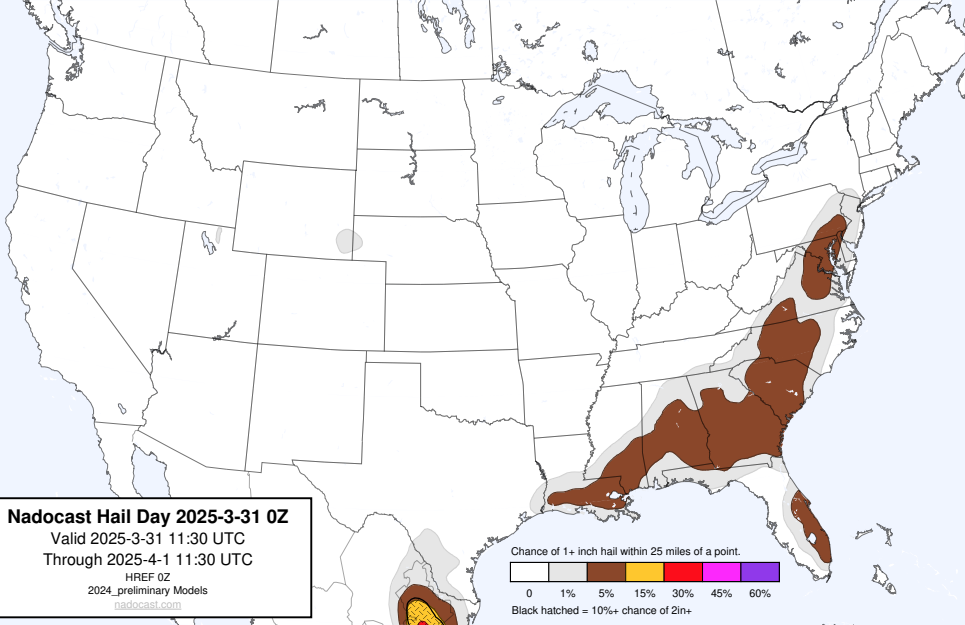 Nadocast Hail Day 2025-3-31 0Z
Valid 2025-3-31 11:30 UTC
Through 2025-4-1 11:30 UTC
HREF 0Z
2024_preliminary Models
nadocast.com
Chance of 1+ inch hail within 25 miles of a point.
0 1% 5% 15% 30% 45% 60%
Black hatched = 10%+ chance of 2in+